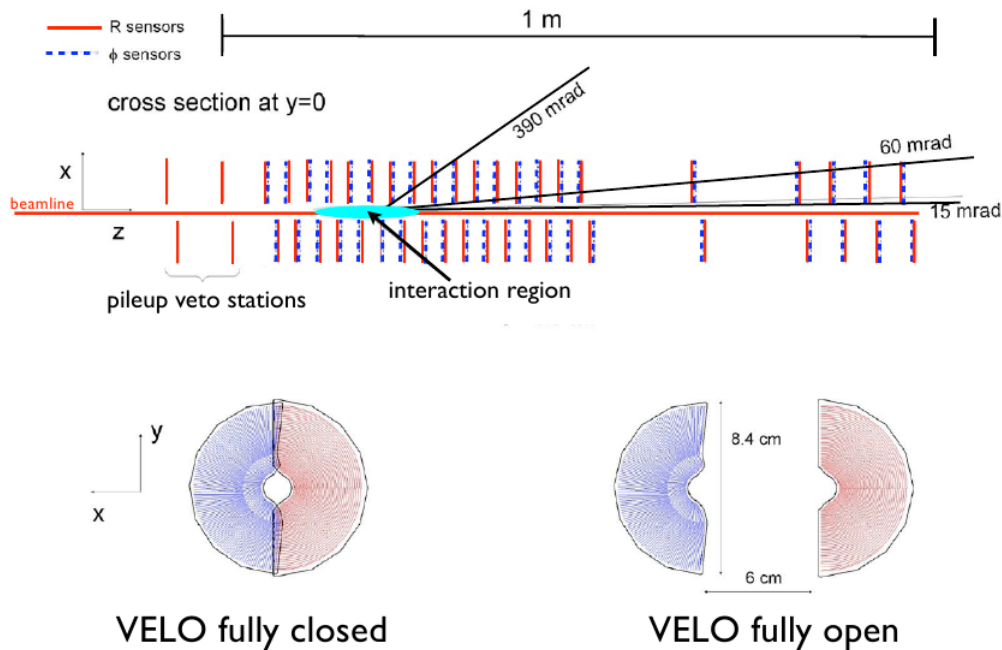 R sensors
ϕ sensors
1 m
cross section at y=0
390 mrad
60 mrad
x
beamline
z
15 mrad
pileup veto stations
interaction region
y
x
8.4 cm
6 cm
VELO fully closed
VELO fully open